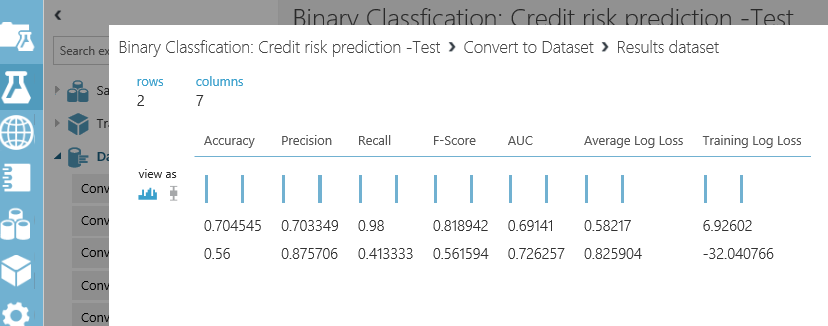 Binary Classfication: Credit risk prediction -Test
Binary Classfication: Credit risk prediction -Test > Convert to Dataset > Results dataset
Search ex
rows columns
2 7
Sa
Tra
Da
Accuracy Precision Recall F-Score AUC Average Log Loss Training Log Loss
view as
Conv
Conv
0.704545 0.703349 0.98 0.818942 0.69141 0.58217 6.92602
Conv
0.56 0.875706 0.413333 0.561594 0.726257 0.825904 -32.040766
Conv
Conv